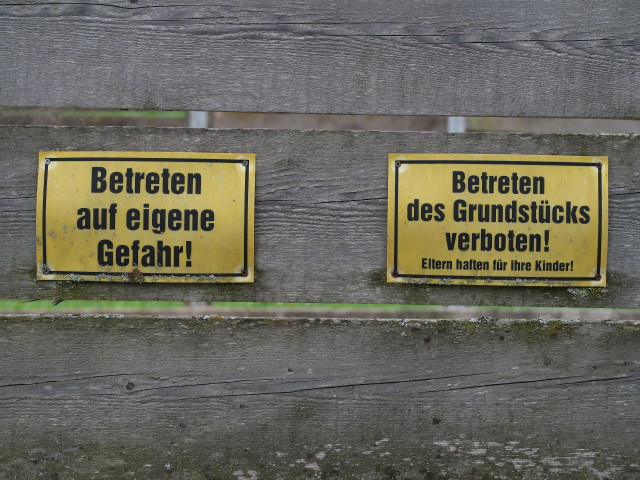 Betreten
auf eigene
Gefahr!
Betreten
des Grundstücks
verboten!
Eltern haften für ihre Kinder!